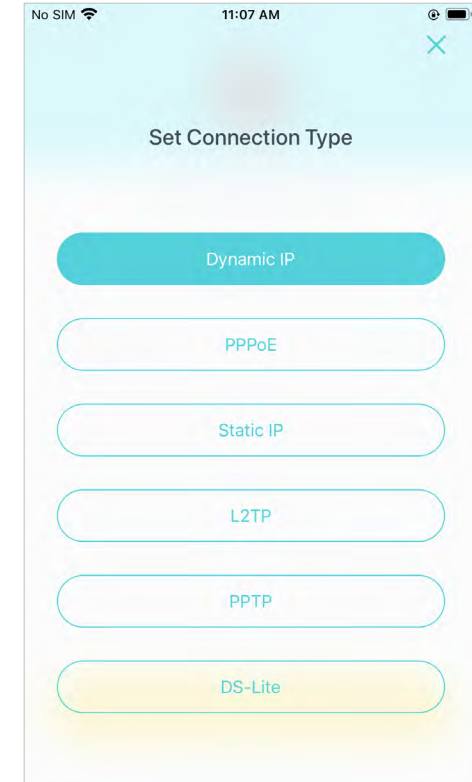 No SIM 11:07 AM
Set Connection Type
Dynamic IP
PPPoE
Static IP
L2TP
PPTP
DS-Lite